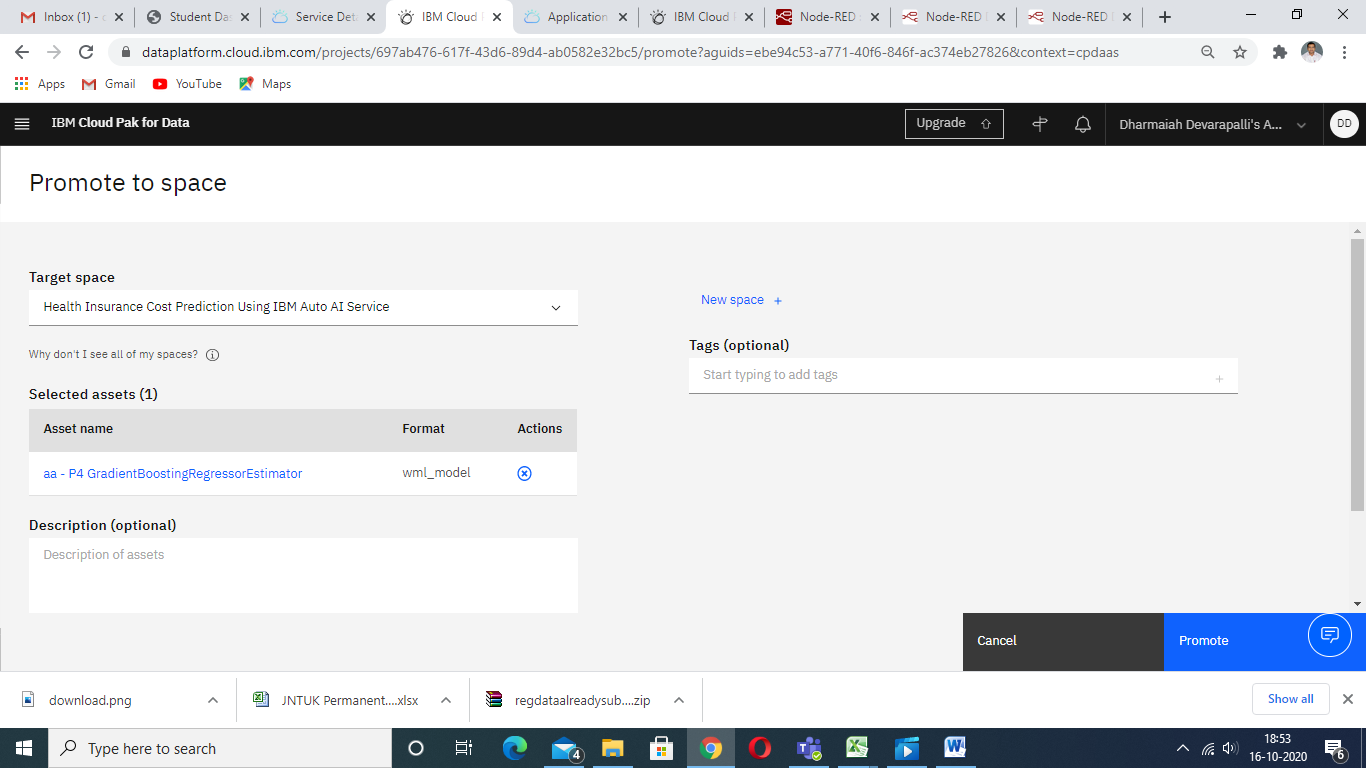 Inbox (1) - d
Student Das
Service Deta
IBM Cloud P
Application
IBM Cloud P
Node-RED S
Node-RED
Node-RED
dataplatform.cloud.ibm.com/projects/697ab476-617f-43d6-89d4-ab0582e32bc5/promote?aguids=ebe94c53-a771-40f6-846f-ac374eb27826&context=cpdaas
Apps
Gmail
YouTube
Maps
IBM Cloud Pak for Data
Upgrade
Dharmaiah Devarapalli's A...
DD
Promote to space
Target space
Health Insurance Cost Prediction Using IBM Auto AI Service
New space +
Why don't I see all of my spaces?
Tags (optional)
Start typing to add tags
Selected assets (1)
Asset name Format Actions
aa - P4 GradientBoostingRegressorEstimator wml_model
Description (optional)
Description of assets
Cancel
Promote
download.png
JNTUK Permanent....xlsx
regdataalreadysub....zip
Show all
Type here to search
4
18:53
16-10-2020
6